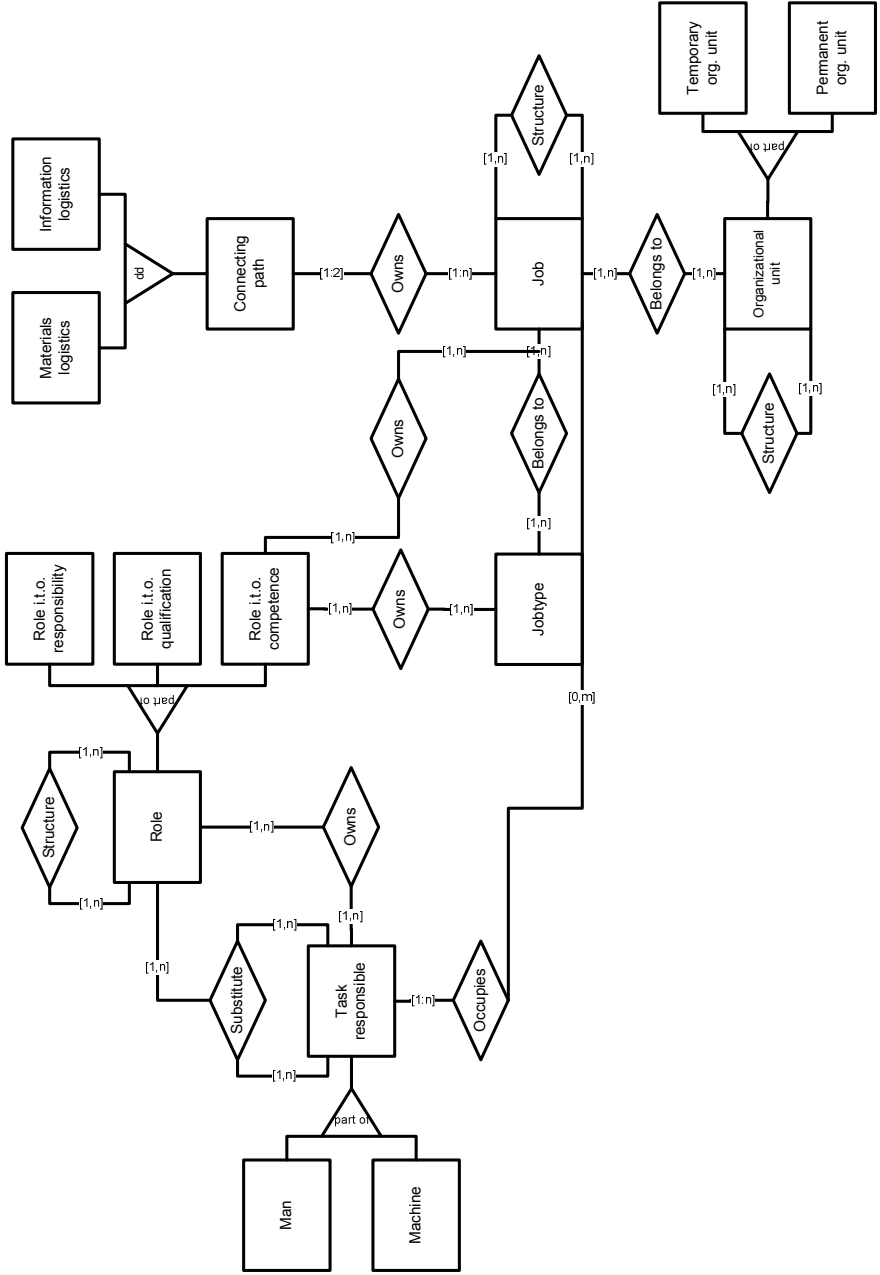 Man
Machine
part of
Task
responsible
[1,n]
[1,n]
Substitute
[1,n]
[1,n]
Owns
[1,n]
[1:n]
Occupies
[0,m]
Structure
[1,n]
[1,n]
Role
part of
Role i.t.o.
responsibility
Role i.t.o.
qualification
Role i.t.o.
competence
[1,n]
Owns
[1,n]
Jobtype
[1,n]
Owns
[1,n]
[1,n]
Belongs to
[1,n]
Materials
logistics
Information
logistics
pp
Connecting
path
[1:2]
Owns
[1:n]
Job
[1,n]
Structure
[1,n]
[1,n]
Belongs to
[1,n]
Organizational
unit
[1,n]
Structure
[1,n]
part of
Temporary
org. unit
Permanent
org. unit